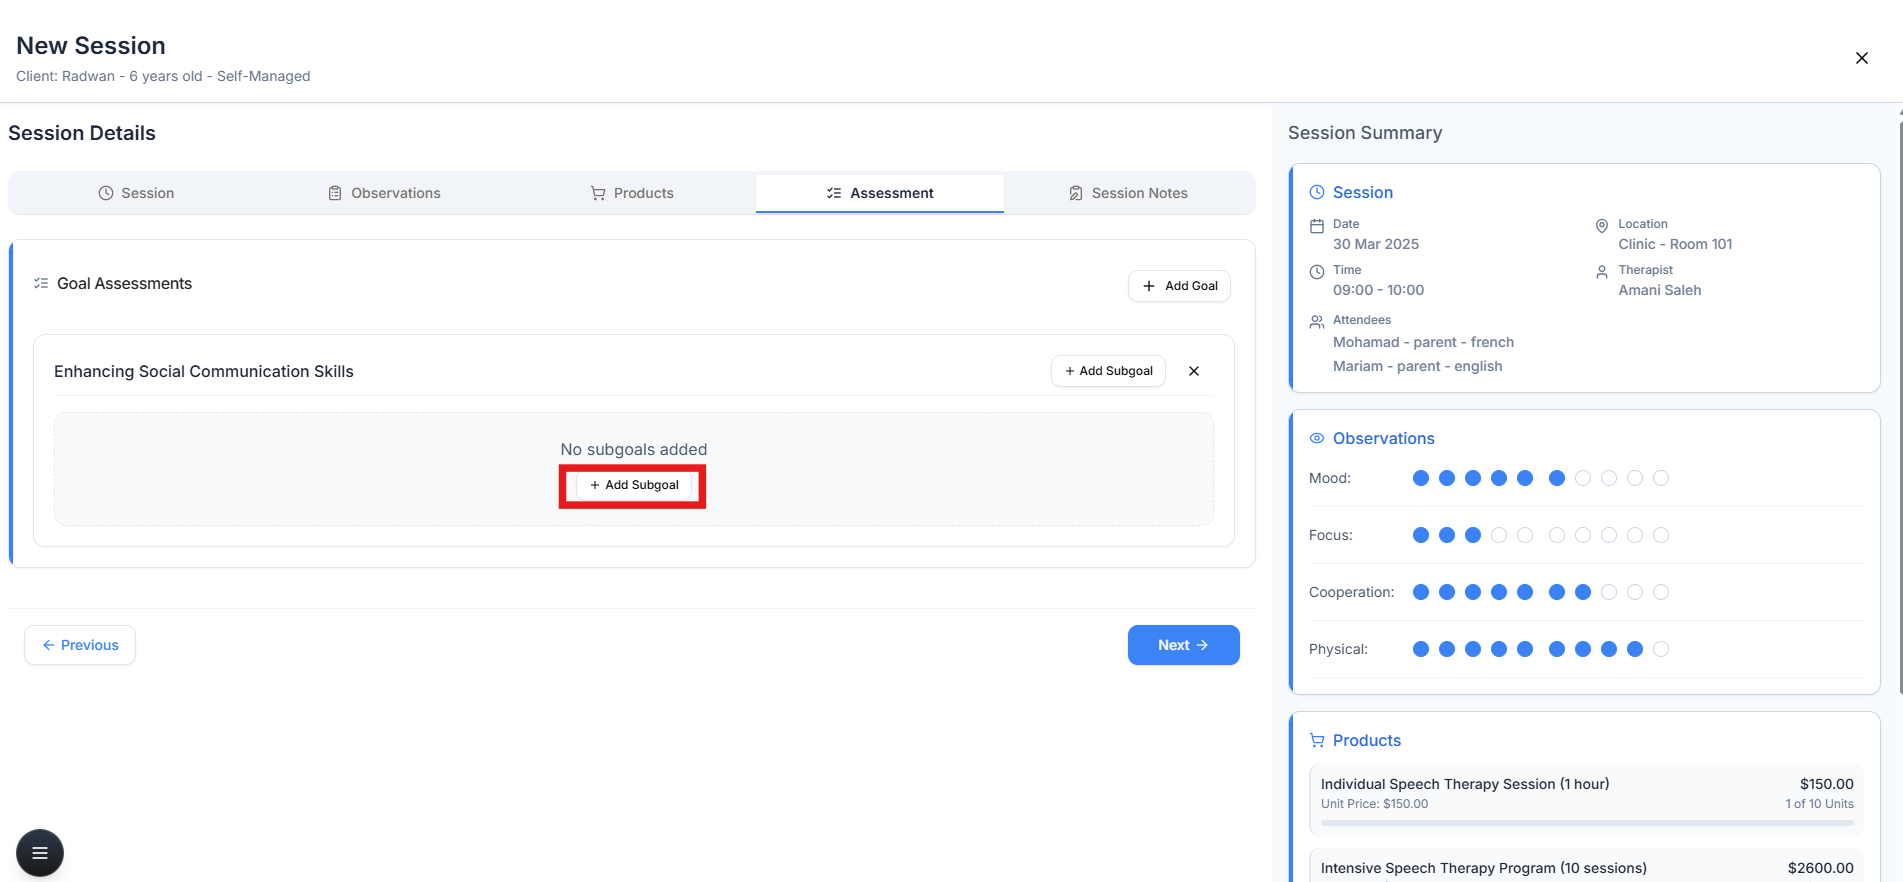 New Session
Client: Radwan - 6 years old - Self-Managed
Session Details
Session
Observations
Products
Assessment
Session Notes
Goal Assessments
+ Add Goal
Enhancing Social Communication Skills
+ Add Subgoal
No subgoals added
+ Add Subgoal
← Previous
Next →
Session Summary
Session
Date
30 Mar 2025
Location
Clinic - Room 101
Time
09:00 - 10:00
Therapist
Amani Saleh
Attendees
Mohamad - parent - french
Mariam - parent - english
Observations
Mood:
Focus:
Cooperation:
Physical:
Products
Individual Speech Therapy Session (1 hour) $150.00
Unit Price: $150.00 1 of 10 Units
Intensive Speech Therapy Program (10 sessions) $2600.00